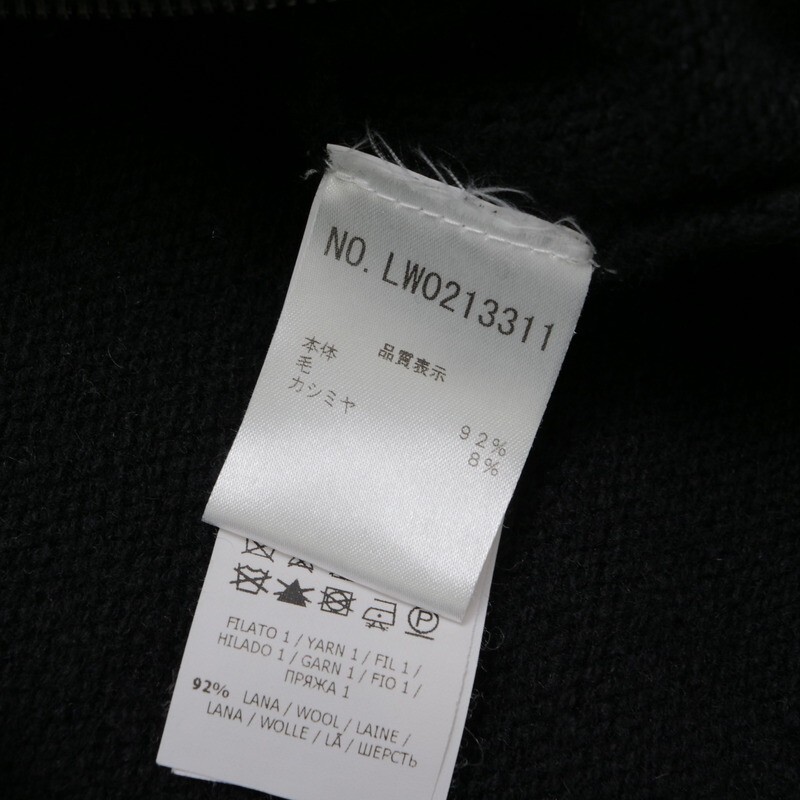 NO. LW0213311
品質表示
本体
毛 92%
カシミヤ 8%
P
FILATO 1 / YARN 1 / FIL 1 /
HILADO 1 / GARN 1 / FIO 1 /
ПРЯЖА 1
92% LANA / WOOL / LAINE /
LANA / WOLLE / LÃ / ШЕРСТЬ